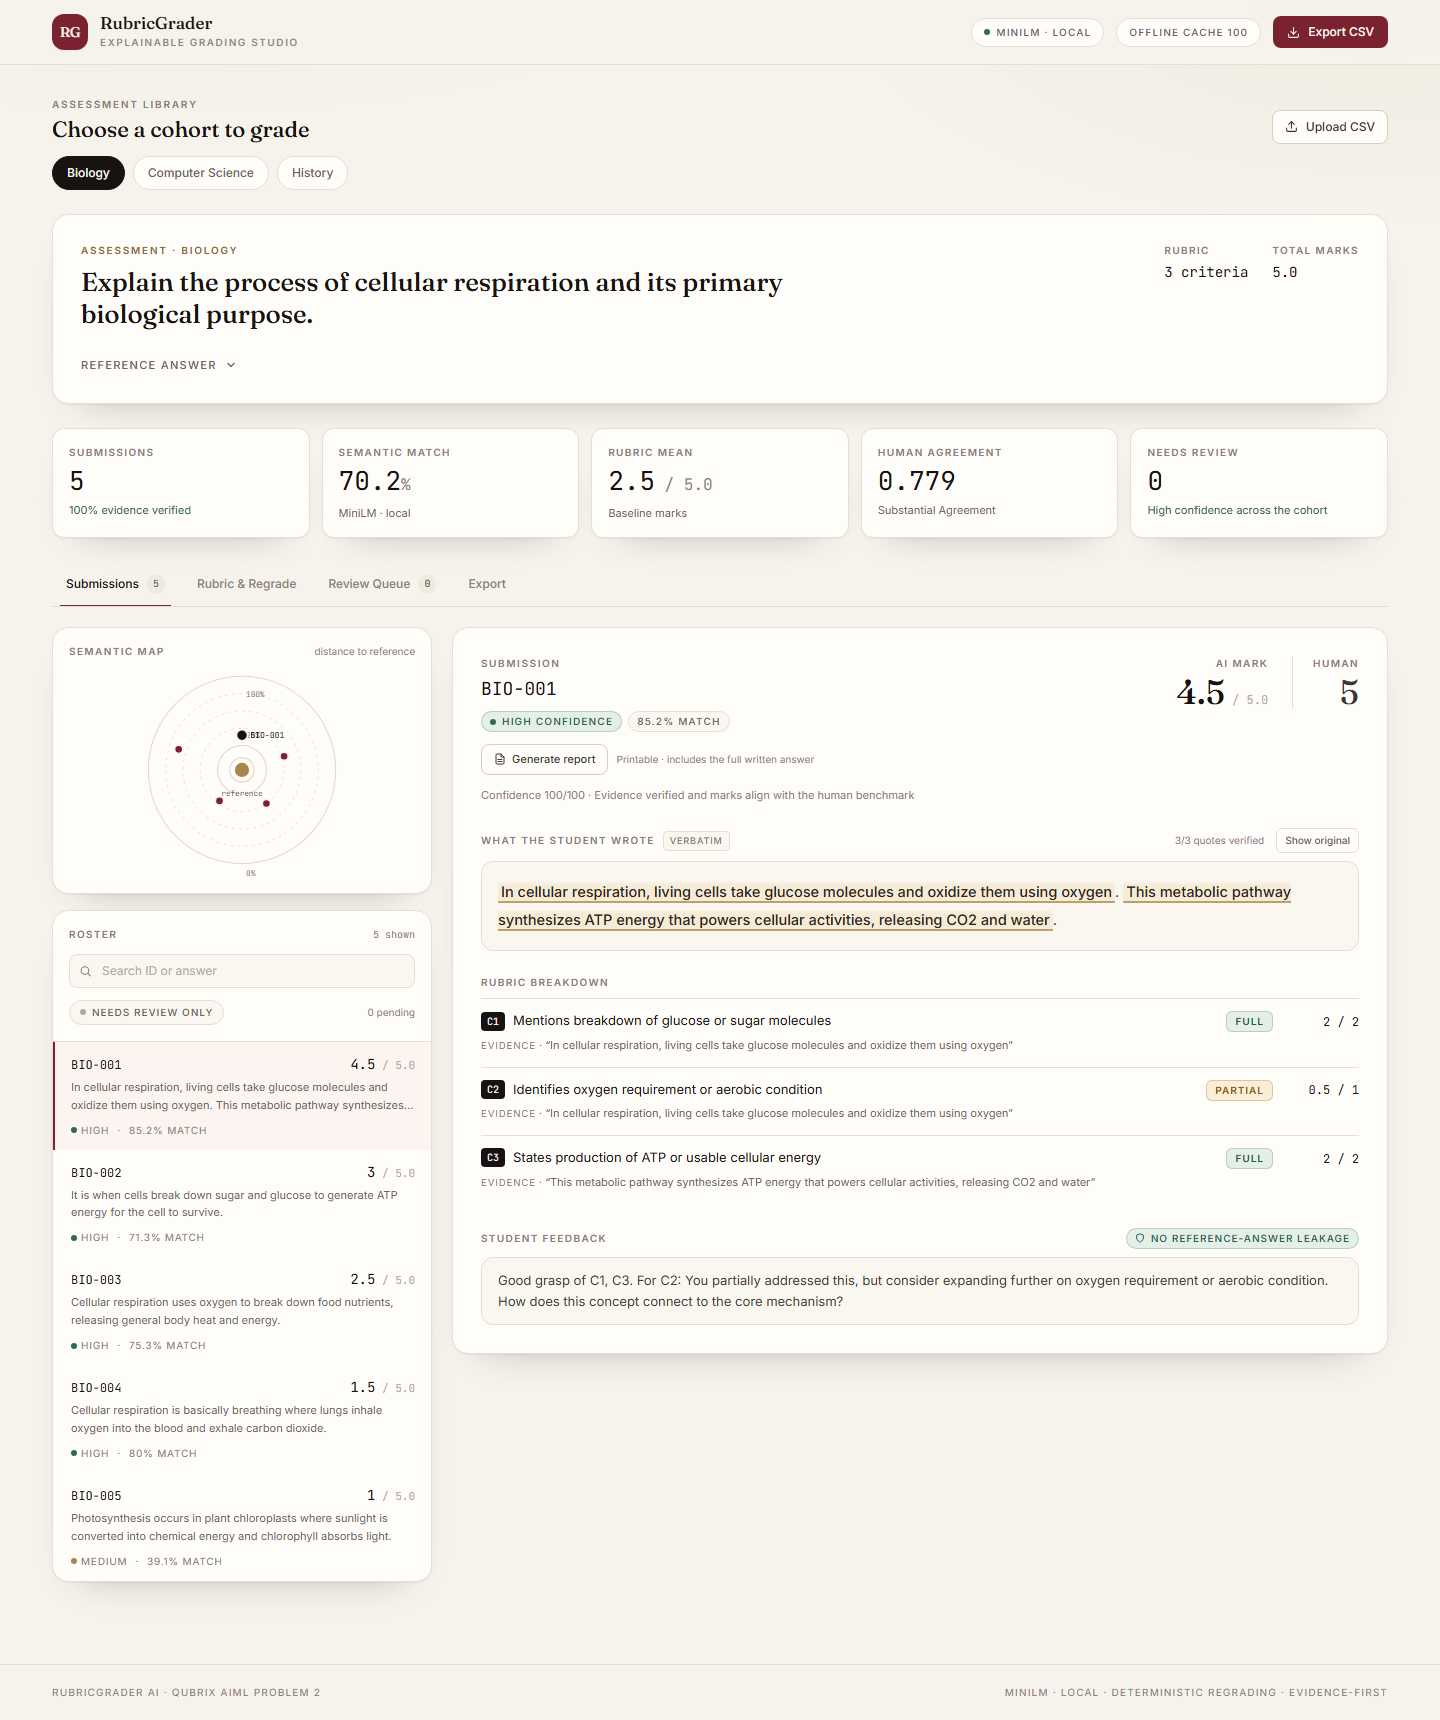 RG
RubricGrader
EXPLAINABLE GRADING STUDIO
MINILM · LOCAL
OFFLINE CACHE 100
Export CSV
ASSESSMENT LIBRARY
Choose a cohort to grade
Upload CSV
Biology
Computer Science
History
ASSESSMENT · BIOLOGY
Explain the process of cellular respiration and its primary
biological purpose.
RUBRIC
3 criteria
TOTAL MARKS
5.0
REFERENCE ANSWER
SUBMISSIONS
5
100% evidence verified
SEMANTIC MATCH
70.2%
MiniLM · local
RUBRIC MEAN
2.5 / 5.0
Baseline marks
HUMAN AGREEMENT
0.779
Substantial Agreement
NEEDS REVIEW
0
High confidence across the cohort
Submissions 5
Rubric & Regrade
Review Queue 0
Export
SEMANTIC MAP
distance to reference
100%
BIO-001
reference
0%
ROSTER
5 shown
Search ID or answer
NEEDS REVIEW ONLY
0 pending
BIO-001
4.5 / 5.0
In cellular respiration, living cells take glucose molecules and
oxidize them using oxygen. This metabolic pathway synthesizes...
HIGH · 85.2% MATCH
BIO-002
3 / 5.0
It is when cells break down sugar and glucose to generate ATP
energy for the cell to survive.
HIGH · 71.3% MATCH
BIO-003
2.5 / 5.0
Cellular respiration uses oxygen to break down food nutrients,
releasing general body heat and energy.
HIGH · 75.3% MATCH
BIO-004
1.5 / 5.0
Cellular respiration is basically breathing where lungs inhale
oxygen into the blood and exhale carbon dioxide.
HIGH · 80% MATCH
BIO-005
1 / 5.0
Photosynthesis occurs in plant chloroplasts where sunlight is
converted into chemical energy and chlorophyll absorbs light.
MEDIUM · 39.1% MATCH
SUBMISSION
BIO-001
HIGH CONFIDENCE
85.2% MATCH
AI MARK
4.5 / 5.0
HUMAN
5
Generate report
Printable · includes the full written answer
Confidence 100/100 · Evidence verified and marks align with the human benchmark
WHAT THE STUDENT WROTE
VERBATIM
3/3 quotes verified
Show original
In cellular respiration, living cells take glucose molecules and oxidize them using oxygen. This metabolic pathway
synthesizes ATP energy that powers cellular activities, releasing CO2 and water.
RUBRIC BREAKDOWN
C1 Mentions breakdown of glucose or sugar molecules
FULL
2 / 2
EVIDENCE · “In cellular respiration, living cells take glucose molecules and oxidize them using oxygen”
C2 Identifies oxygen requirement or aerobic condition
PARTIAL
0.5 / 1
EVIDENCE · “In cellular respiration, living cells take glucose molecules and oxidize them using oxygen”
C3 States production of ATP or usable cellular energy
FULL
2 / 2
EVIDENCE · “This metabolic pathway synthesizes ATP energy that powers cellular activities, releasing CO2 and water”
STUDENT FEEDBACK
NO REFERENCE-ANSWER LEAKAGE
Good grasp of C1, C3. For C2: You partially addressed this, but consider expanding further on oxygen requirement or aerobic condition.
How does this concept connect to the core mechanism?
RUBRICGRADER AI · QUBRIX AIML PROBLEM 2
MINILM · LOCAL · DETERMINISTIC REGRADING · EVIDENCE-FIRST